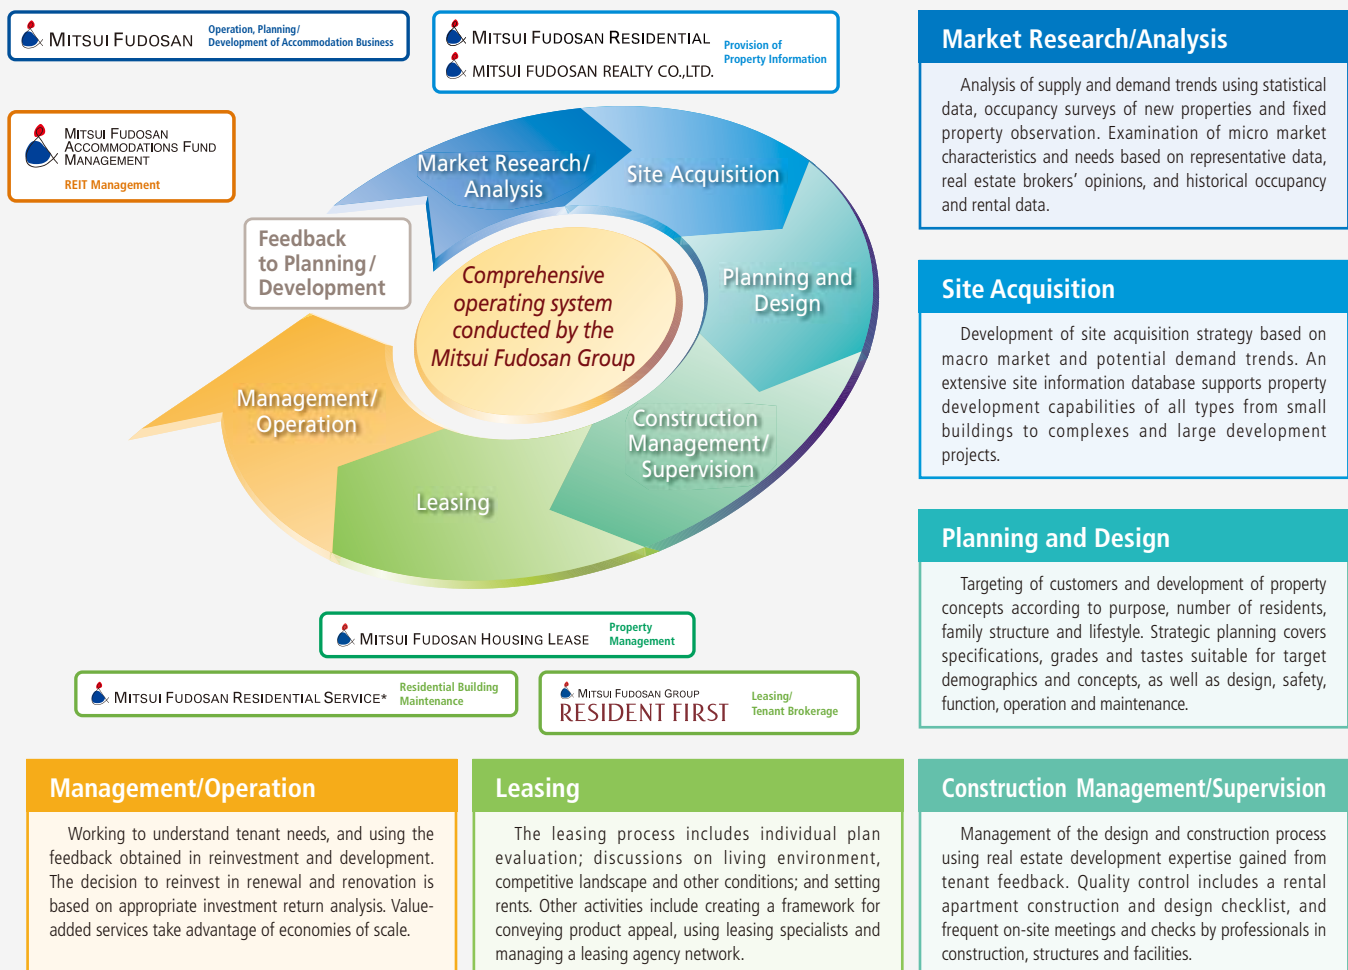 MITSUI FUDOSAN
Operation, Planning/
Development of Accommodation Business
MITSUI FUDOSAN RESIDENTIAL
MITSUI FUDOSAN REALTY CO.,LTD.
Provision of
Property Information
MITSUI FUDOSAN
ACCOMMODATIONS FUND
MANAGEMENT
REIT Management
Market Research/
Analysis
Site Acquisition
Planning and
Design
Construction
Management/
Supervision
Leasing
Management/
Operation
Feedback
to Planning/
Development
Comprehensive
operating system
conducted by the
Mitsui Fudosan Group
MITSUI FUDOSAN HOUSING LEASE
Property
Management
MITSUI FUDOSAN RESIDENTIAL SERVICE*
Residential Building
Maintenance
MITSUI FUDOSAN GROUP
RESIDENT FIRST
Leasing/
Tenant Brokerage
Market Research/Analysis
Analysis of supply and demand trends using statistical
data, occupancy surveys of new properties and fixed
property observation. Examination of micro market
characteristics and needs based on representative data,
real estate brokers' opinions, and historical occupancy
and rental data.
Site Acquisition
Development of site acquisition strategy based on
macro market and potential demand trends. An
extensive site information database supports property
development capabilities of all types from small
buildings to complexes and large development
projects.
Planning and Design
Targeting of customers and development of property
concepts according to purpose, number of residents,
family structure and lifestyle. Strategic planning covers
specifications, grades and tastes suitable for target
demographics and concepts, as well as design, safety,
function, operation and maintenance.
Management/Operation
Working to understand tenant needs, and using the
feedback obtained in reinvestment and development.
The decision to reinvest in renewal and renovation is
based on appropriate investment return analysis. Value-
added services take advantage of economies of scale.
Leasing
The leasing process includes individual plan
evaluation; discussions on living environment,
competitive landscape and other conditions; and setting
rents. Other activities include creating a framework for
conveying product appeal, using leasing specialists and
managing a leasing agency network.
Construction Management/Supervision
Management of the design and construction process
using real estate development expertise gained from
tenant feedback. Quality control includes a rental
apartment construction and design checklist, and
frequent on-site meetings and checks by professionals in
construction, structures and facilities.